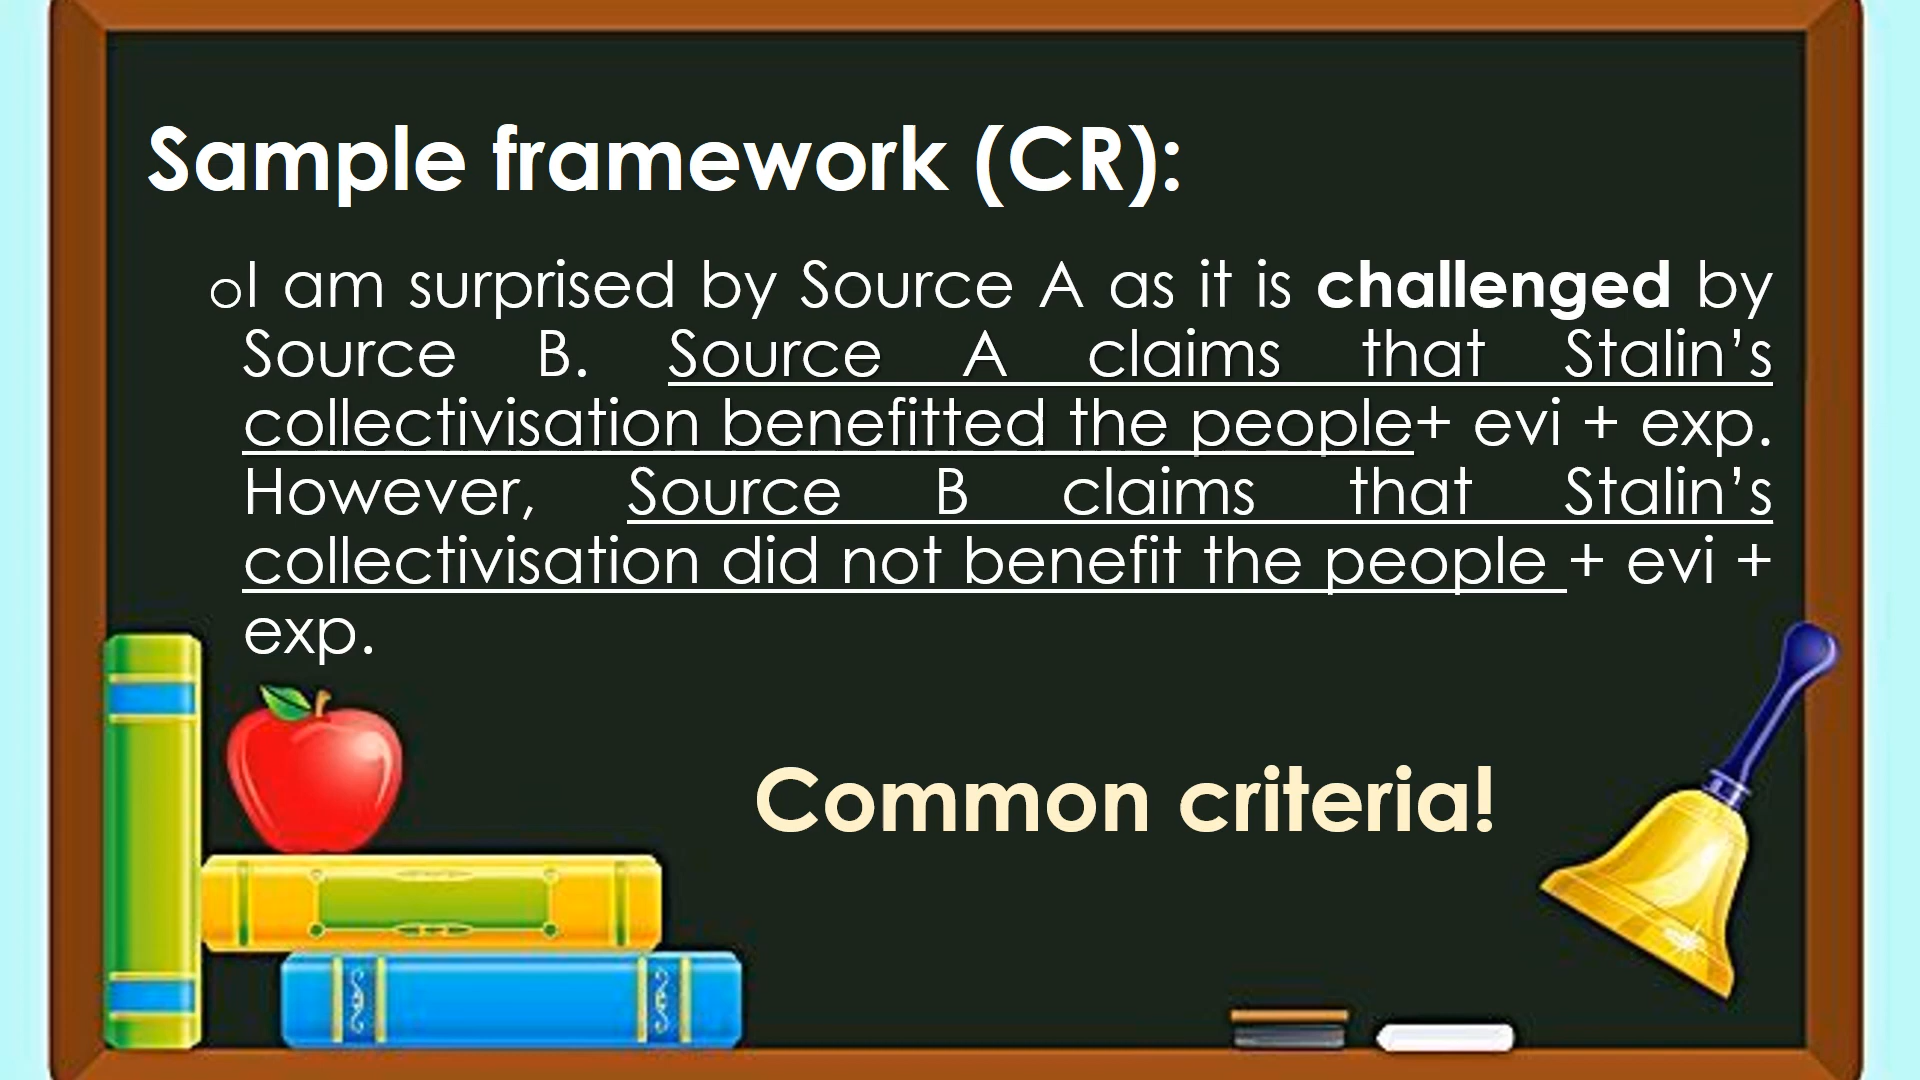 Sample framework (CR):
oI am surprised by Source A as it is challenged by
Source B. Source A claims that Stalin’s
collectivisation benefitted the people+ evi + exp.
However, Source B claims that Stalin’s
collectivisation did not benefit the people + evi +
exp.
Common criteria!